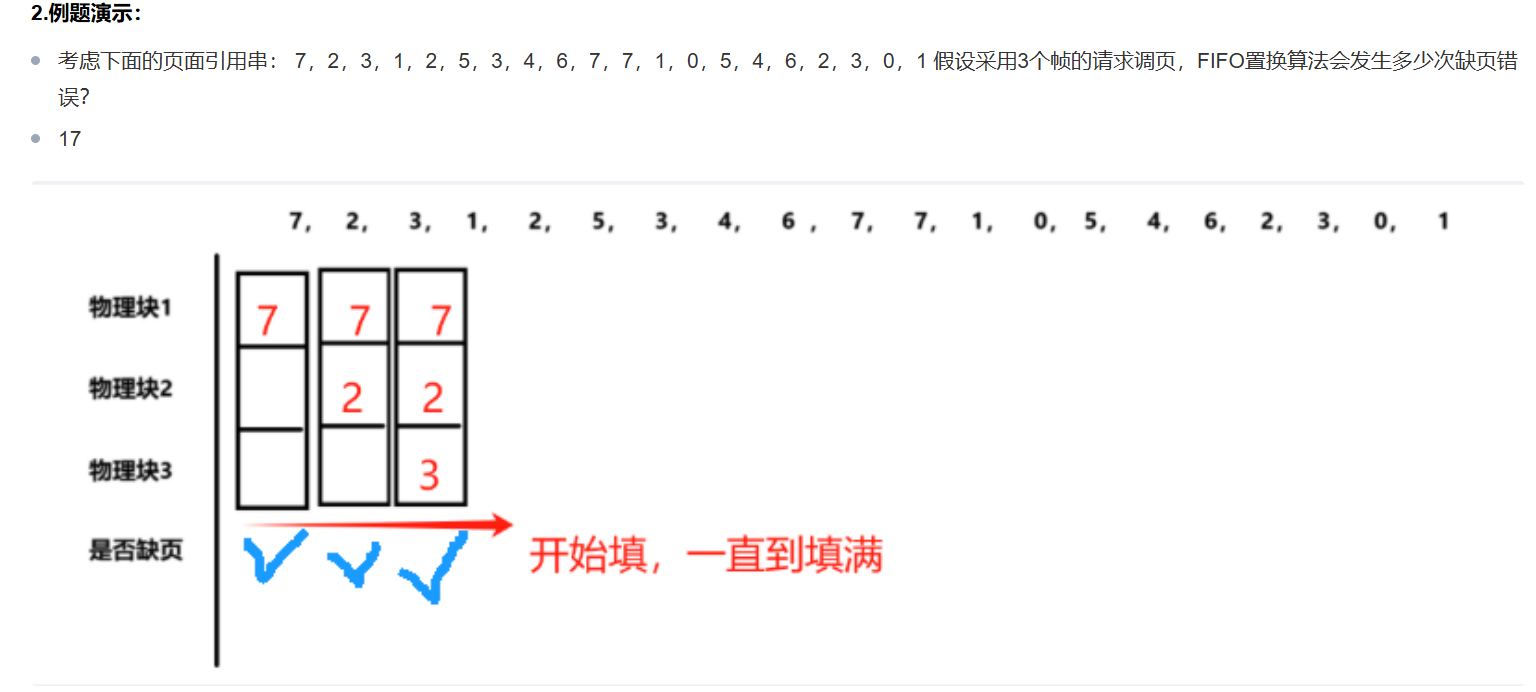 2.例题演示：
考虑下面的页面引用串： 7，2，3，1，2，5，3，4，6，7，7，1，0，5，4，6，2，3，0，1 假设采用3个帧的请求调页，FIFO置换算法会发生多少次缺页错
误？
17
7， 2， 3， 1， 2， 5， 3， 4， 6 ， 7， 7， 1， 0， 5， 4， 6， 2， 3， 0， 1
物理块1 7 7 7
物理块2 2 2
物理块3 3
是否缺页 开始填，一直到填满